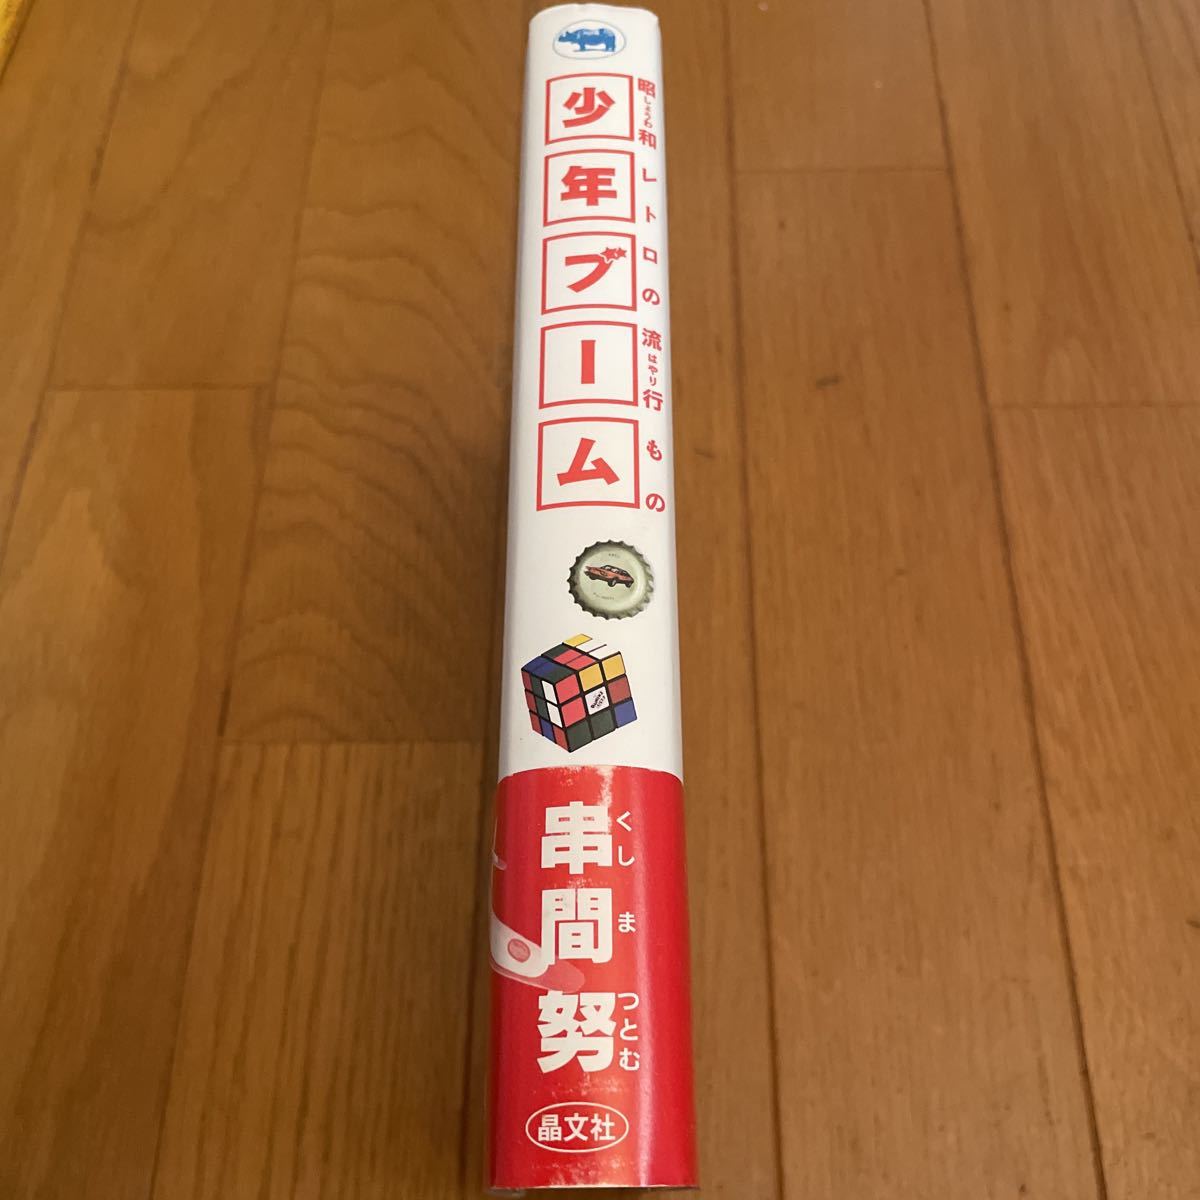 昭和レトロの流行もの
しょうわ
はやり
少年ブーム
串間努
くしま
つとむ
晶文社